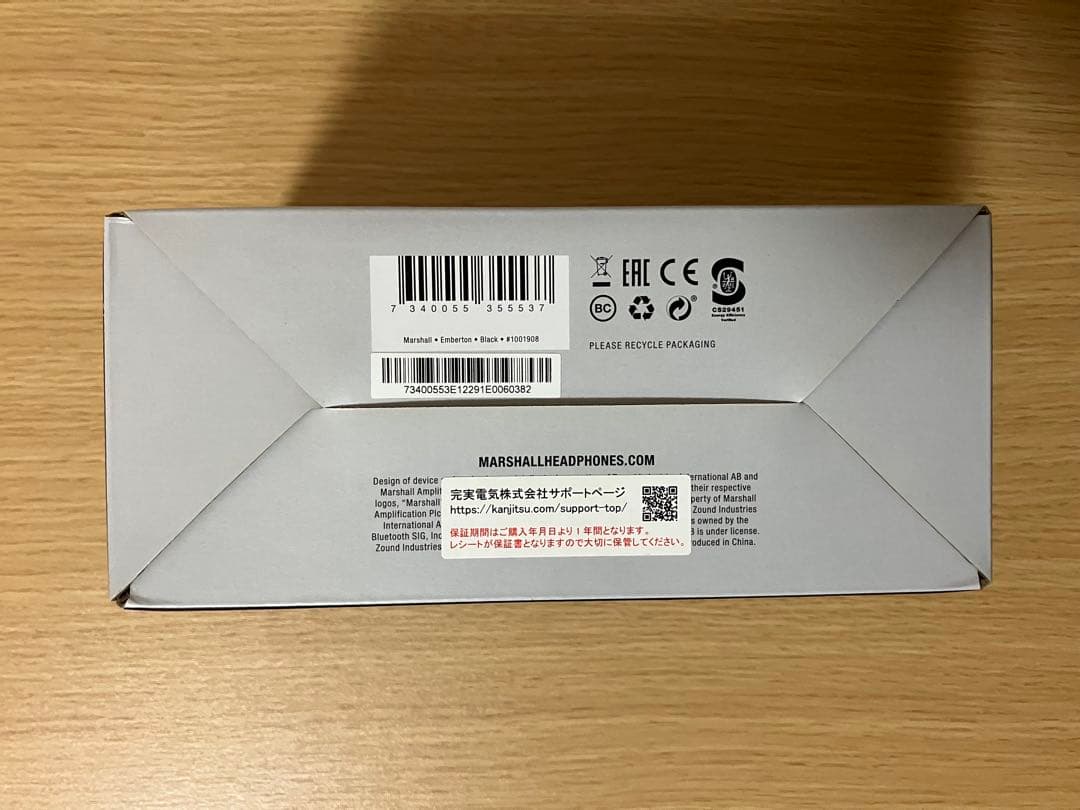 7 340055 355537
Marshall • Emberton • Black • #1001908
73400553E12291E0060382
EAC CE
S
BC
CS29451
Energy Efficiency
Verified
PLEASE RECYCLE PACKAGING
MARSHALLHEADPHONES.COM
Design of device
ernational AB and
Marshall Amplif
their respective
logos, "Marshall
perty of Marshall
Amplification Plc
Zound Industries
International A
s owned by the
Bluetooth SIG, Inc
B is under license.
Zound Industries
roduced in China.
完実電気株式会社サポートページ
https://kanjitsu.com/support-top/
保証期間はご購入年月日より1年間となります。
レシートが保証書となりますので大切に保管してください。